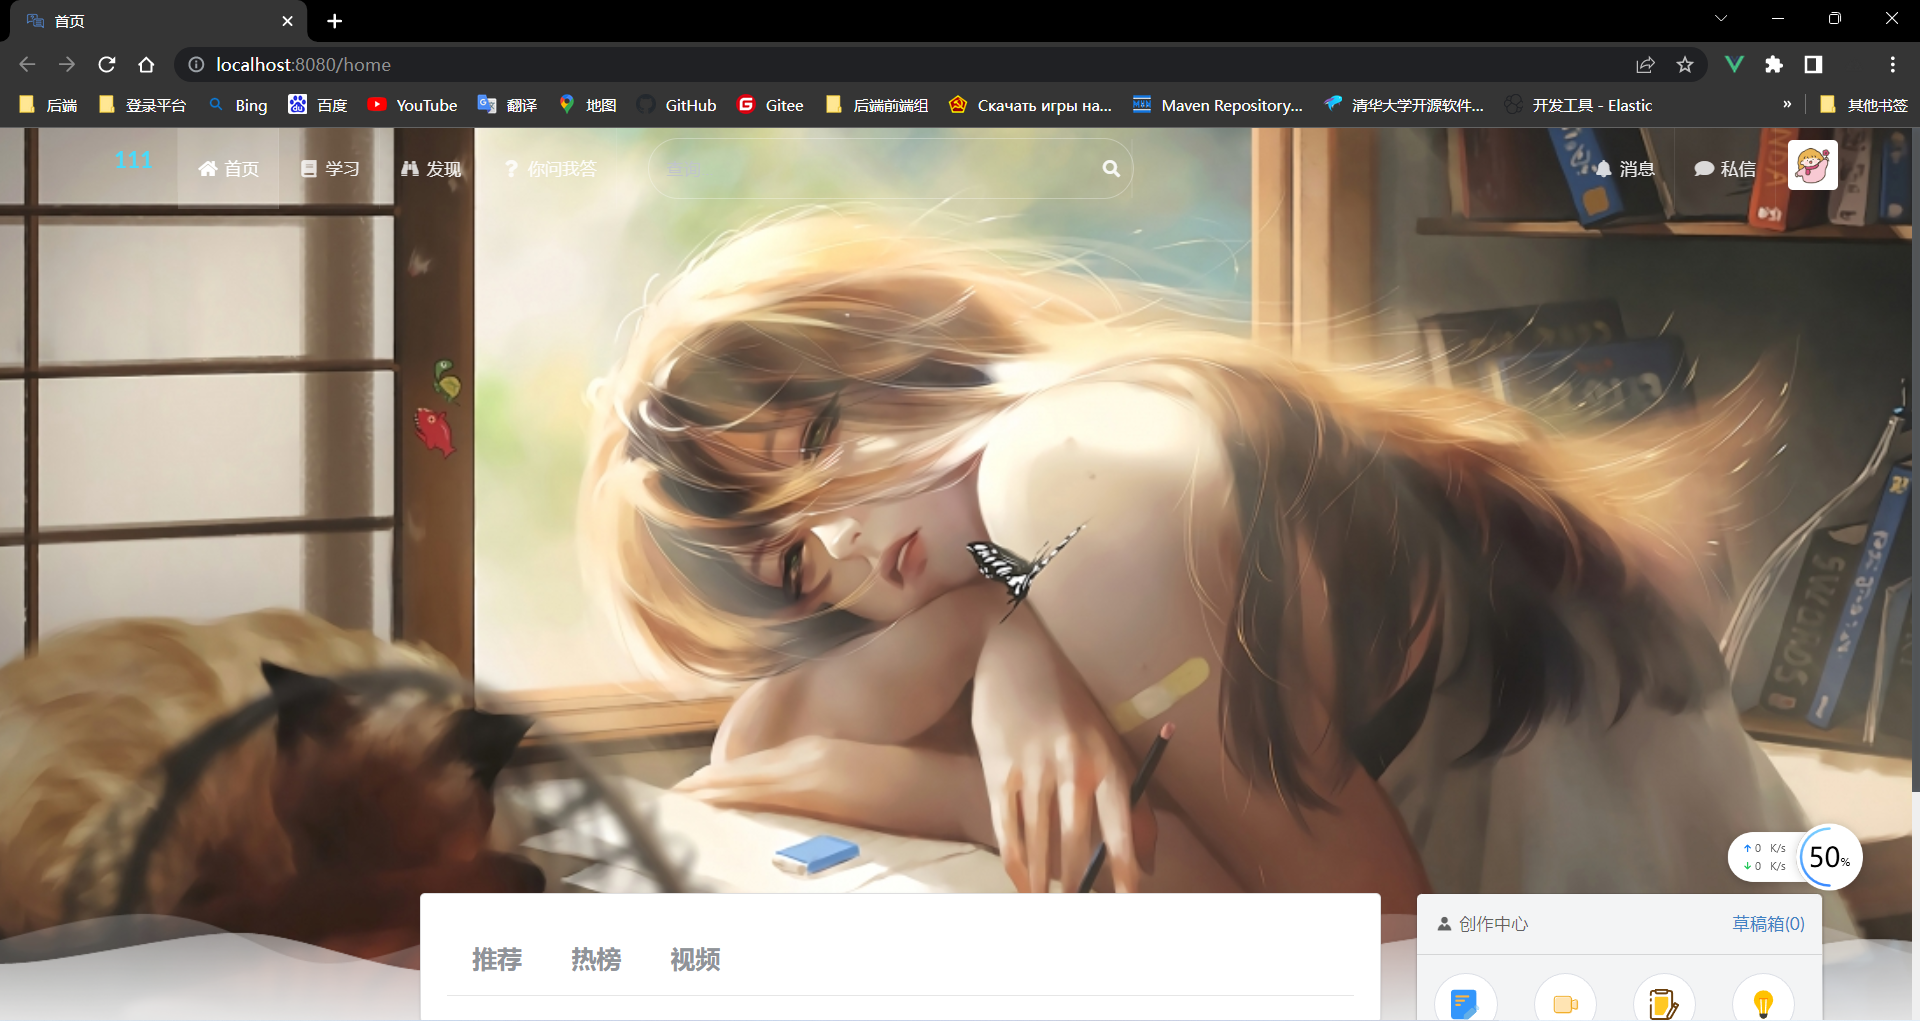 首页
localhost:8080/home
后端 登录平台 Bing 百度 YouTube 翻译 地图 GitHub Gitee 后端前端组 Скачать игры на... Maven Repository... 清华大学开源软件... 开发工具 - Elastic » 其他书签
111 首页 学习 发现 你问我答 消息 私信
SWORDS
↑ 0 K/s
↓ 0 K/s
50%
创作中心 草稿箱(0)
推荐 热榜 视频